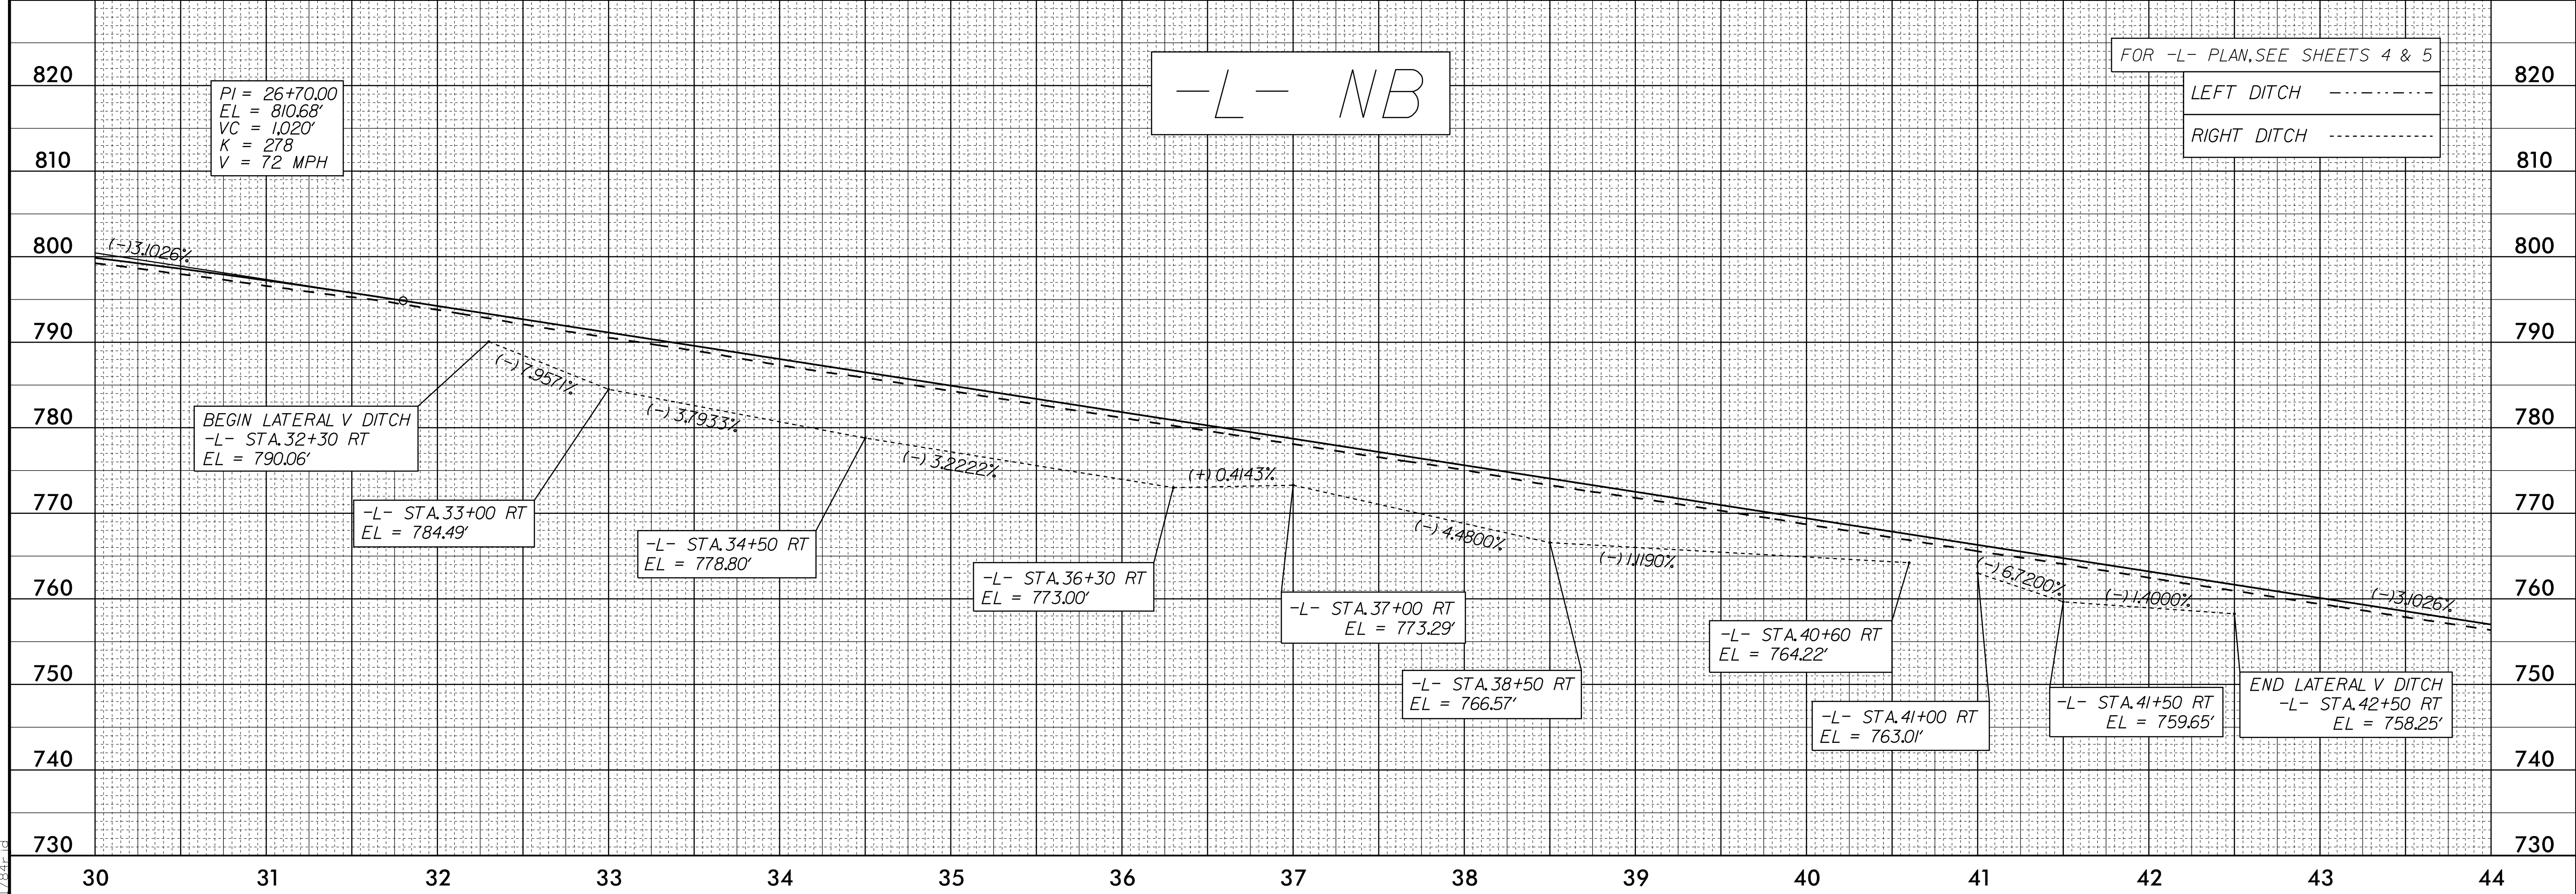 -L- NB
FOR -L- PLAN, SEE SHEETS 4 & 5
LEFT DITCH
RIGHT DITCH
PI = 26+70.00
EL = 810.68'
VC = 1,020'
K = 278
V = 72 MPH
820
820
810
810
800
800
790
790
780
780
770
770
760
760
750
750
740
740
730
730
(-)3.1026%
(-)7.9571%
(-)3.7933%
(-)3.2222%
(+)0.4143%
(-)4.4800%
(-)1.1190%
(-)6.7200%
(-)1.4000%
(-)3.1026%
BEGIN LATERAL V DITCH
-L- STA. 32+30 RT
EL = 790.06'
-L- STA. 33+00 RT
EL = 784.49'
-L- STA. 34+50 RT
EL = 778.80'
-L- STA. 36+30 RT
EL = 773.00'
-L- STA. 37+00 RT
EL = 773.29'
-L- STA. 38+50 RT
EL = 766.57'
-L- STA. 40+60 RT
EL = 764.22'
-L- STA. 41+00 RT
EL = 763.01'
-L- STA. 41+50 RT
EL = 759.65'
END LATERAL V DITCH
-L- STA. 42+50 RT
EL = 758.25'
30 31 32 33 34 35 36 37 38 39 40 41 42 43 44